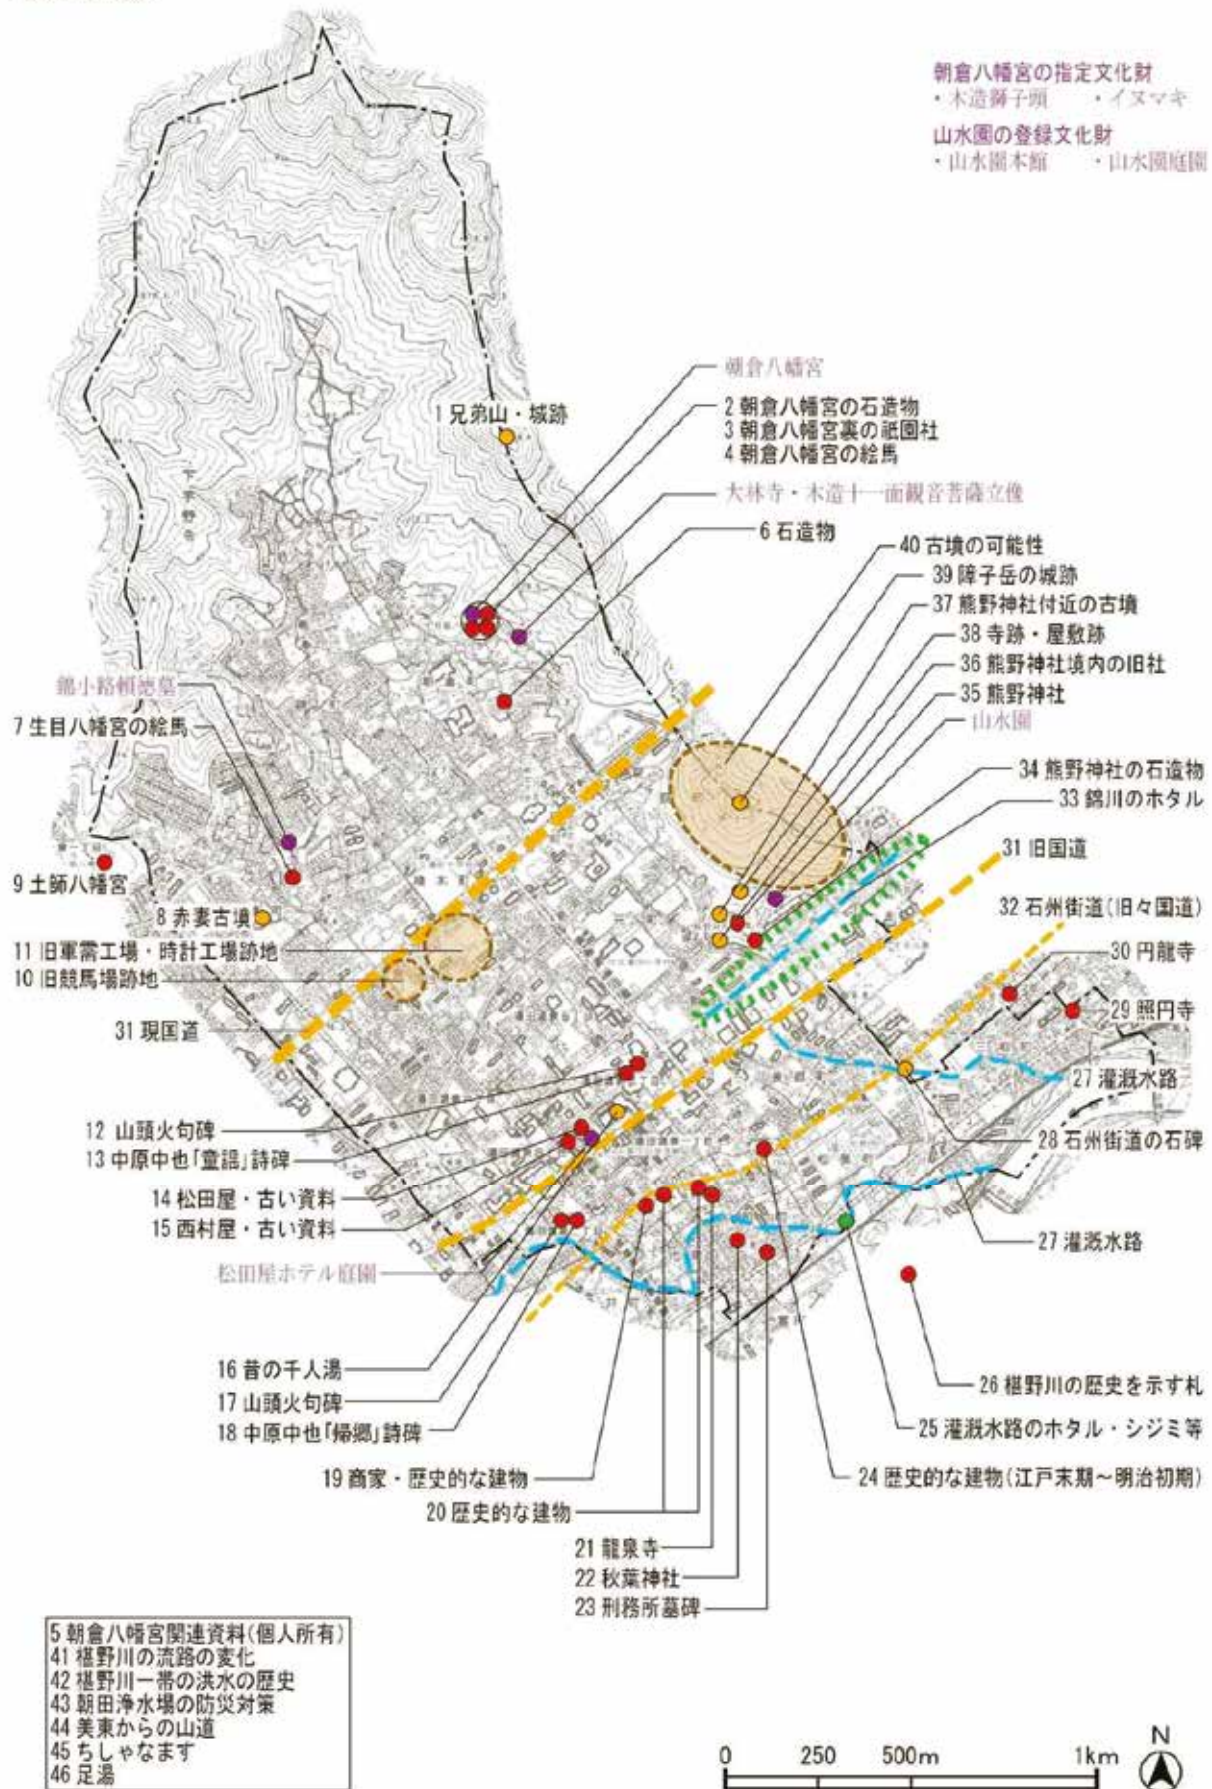 朝倉八幡宮の指定文化財
・木造獅子頭　・イヌマキ
山水園の登録文化財
・山水園本館　・山水園庭園
朝倉八幡宮
1 兄弟山・城跡
2 朝倉八幡宮の石造物
3 朝倉八幡宮裏の祇園社
4 朝倉八幡宮の絵馬
大林寺・木造十一面観音菩薩立像
6 石造物
40 古墳の可能性
39 障子岳の城跡
37 熊野神社付近の古墳
38 寺跡・屋敷跡
36 熊野神社境内の旧社
35 熊野神社
山水園
錦小路頼徳墓
7 生目八幡宮の絵馬
34 熊野神社の石造物
33 錦川のホタル
31 旧国道
9 土師八幡宮
8 赤妻古墳
32 石州街道(旧々国道)
11 旧軍需工場・時計工場跡地
10 旧競馬場跡地
30 円龍寺
29 照円寺
31 現国道
27 灌漑水路
12 山頭火句碑
13 中原中也「童謡」詩碑
28 石州街道の石碑
14 松田屋・古い資料
15 西村屋・古い資料
27 灌漑水路
松田屋ホテル庭園
16 昔の千人湯
17 山頭火句碑
18 中原中也「帰郷」詩碑
26 椹野川の歴史を示す札
25 灌漑水路のホタル・シジミ等
19 商家・歴史的な建物
24 歴史的な建物(江戸末期～明治初期)
20 歴史的な建物
21 龍泉寺
22 秋葉神社
23 刑務所墓碑
5 朝倉八幡宮関連資料(個人所有)
41 椹野川の流路の変化
42 椹野川一帯の洪水の歴史
43 朝田浄水場の防災対策
44 美東からの山道
45 ちしゃなます
46 足湯
0 250 500m 1km
N